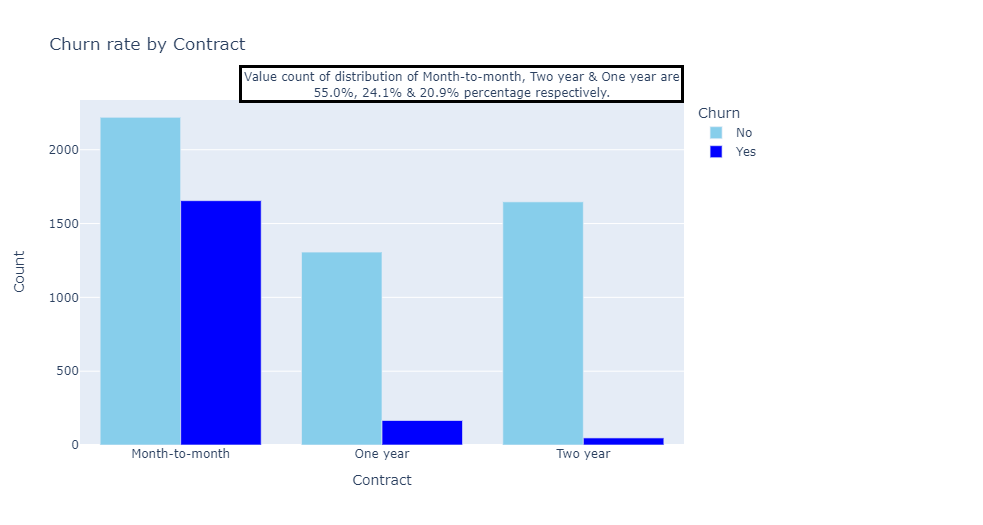 Churn rate by Contract
Value count of distribution of Month-to-month, Two year & One year are
55.0%, 24.1% & 20.9% percentage respectively.
Churn
No
Yes
2000
1500
1000
500
0
Count
Month-to-month
One year
Two year
Contract